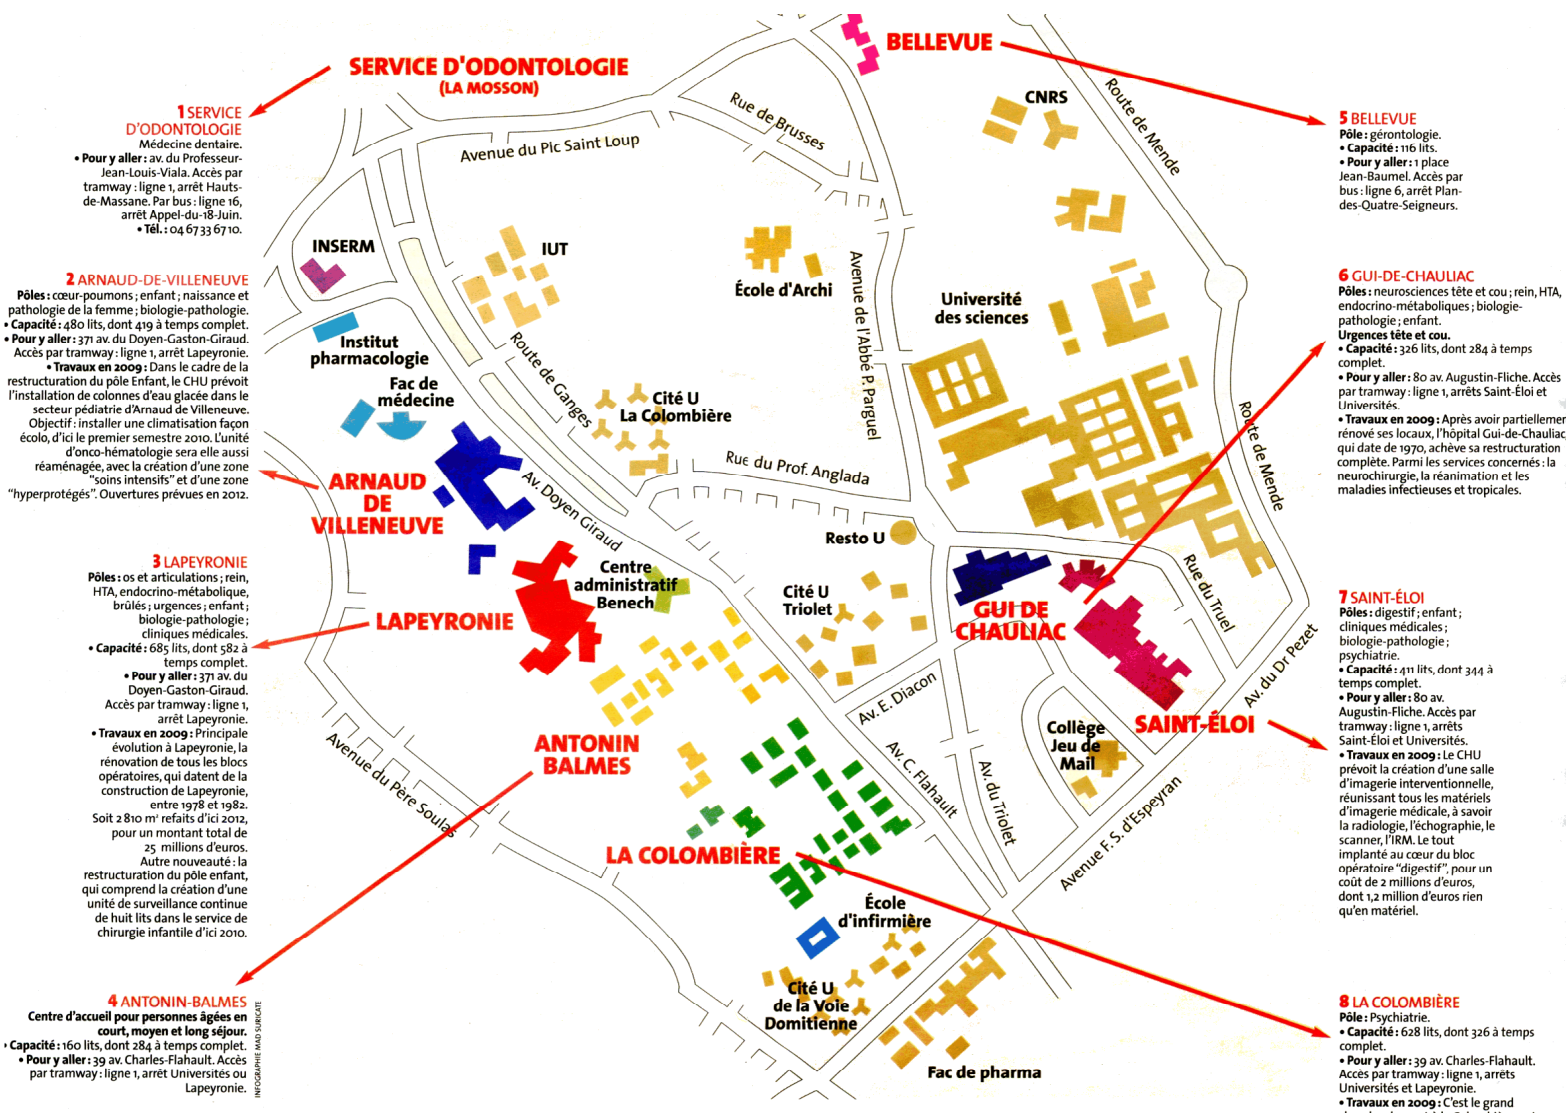 SERVICE D'ODONTOLOGIE
(LA MOSSON)
BELLEVUE
1 SERVICE
D'ODONTOLOGIE
Médecine dentaire.
• Pour y aller : av. du Professeur-
Jean-Louis-Viala. Accès par
tramway : ligne 1, arrêt Hauts-
de-Massane. Par bus : ligne 16,
arrêt Appel-du-18-Juin.
• Tél. : 04 67 33 67 10.
2 ARNAUD-DE-VILLENEUVE
Pôles : cœur-poumons ; enfant ; naissance et
pathologie de la femme ; biologie-pathologie.
• Capacité : 480 lits, dont 419 à temps complet.
• Pour y aller : 371 av. du Doyen-Gaston-Giraud.
Accès par tramway : ligne 1, arrêt Lapeyronie.
• Travaux en 2009 : Dans le cadre de la
restructuration du pôle Enfant, le CHU prévoit
l'installation de colonnes d'eau glacée dans le
secteur pédiatrie d'Arnaud de Villeneuve.
Objectif : installer une climatisation façon
écolo, d'ici le premier semestre 2010. L'unité
d'onco-hématologie sera elle aussi
réaménagée, avec la création d'une zone
"soins intensifs" et d'une zone
"hyperprotégés". Ouvertures prévues en 2012.
3 LAPEYRONIE
Pôles : os et articulations ; rein,
HTA, endocrino-métabolique,
brûlés ; urgences ; enfant ;
biologie-pathologie ;
cliniques médicales.
• Capacité : 685 lits, dont 582 à
temps complet.
• Pour y aller : 371 av. du
Doyen-Gaston-Giraud.
Accès par tramway : ligne 1,
arrêt Lapeyronie.
• Travaux en 2009 : Principale
évolution à Lapeyronie, la
rénovation de tous les blocs
opératoires, qui datent de la
construction de Lapeyronie,
entre 1978 et 1982.
Soit 2 810 m² refaits d'ici 2012,
pour un montant total de
25 millions d'euros.
Autre nouveauté : la
restructuration du pôle enfant,
qui comprend la création d'une
unité de surveillance continue
de huit lits dans le service de
chirurgie infantile d'ici 2010.
4 ANTONIN-BALMES
Centre d'accueil pour personnes âgées en
court, moyen et long séjour.
• Capacité : 160 lits, dont 284 à temps complet.
• Pour y aller : 39 av. Charles-Flahault. Accès
par tramway : ligne 1, arrêt Universités ou
Lapeyronie.
INFOGRAPHIE MAD SURICATE
CNRS
Rue de Brusses
Route de Mende
Avenue du Pic Saint Loup
INSERM
IUT
École d'Archi
Avenue de l'Abbé P. Parguel
Université
des sciences
Institut
pharmacologie
Route de Ganges
Fac de
médecine
Cité U
La Colombière
Route de Mende
Rue du Prof. Anglada
ARNAUD
DE
VILLENEUVE
Av. Doyen Giraud
Resto U
Centre
administratif
Benech
Cité U
Triolet
LAPEYRONIE
GUI DE
CHAULIAC
Rue du Truel
Av. du Dr Pezet
Av. E. Diacon
SAINT-ÉLOI
Collège
Jeu de
Mail
ANTONIN
BALMES
Avenue du Père Soulas
Av. C. Flahault
Av. du Triolet
Avenue F. S. d'Espeyran
LA COLOMBIÈRE
École
d'infirmière
Cité U
de la Voie
Domitienne
Fac de pharma
5 BELLEVUE
Pôle : gérontologie.
• Capacité : 116 lits.
• Pour y aller : 1 place
Jean-Baumel. Accès par
bus : ligne 6, arrêt Plan-
des-Quatre-Seigneurs.
6 GUI-DE-CHAULIAC
Pôles : neurosciences tête et cou ; rein, HTA,
endocrino-métaboliques ; biologie-
pathologie ; enfant.
Urgences tête et cou.
• Capacité : 326 lits, dont 284 à temps
complet.
• Pour y aller : 80 av. Augustin-Fliche. Accès
par tramway : ligne 1, arrêts Saint-Éloi et
Universités.
• Travaux en 2009 : Après avoir partiellemer
rénové ses locaux, l'hôpital Gui-de-Chauliac,
qui date de 1970, achève sa restructuration
complète. Parmi les services concernés : la
neurochirurgie, la réanimation et les
maladies infectieuses et tropicales.
7 SAINT-ÉLOI
Pôles : digestif ; enfant ;
cliniques médicales ;
biologie-pathologie ;
psychiatrie.
• Capacité : 411 lits, dont 344 à
temps complet.
• Pour y aller : 80 av.
Augustin-Fliche. Accès par
tramway : ligne 1, arrêts
Saint-Éloi et Universités.
• Travaux en 2009 : Le CHU
prévoit la création d'une salle
d'imagerie interventionnelle,
réunissant tous les matériels
d'imagerie médicale, à savoir
la radiologie, l'échographie, le
scanner, l'IRM. Le tout
implanté au cœur du bloc
opératoire "digestif", pour un
coût de 2 millions d'euros,
dont 1,2 million d'euros rien
qu'en matériel.
8 LA COLOMBIÈRE
Pôle : Psychiatrie.
• Capacité : 628 lits, dont 326 à temps
complet.
• Pour y aller : 39 av. Charles-Flahault.
Accès par tramway : ligne 1, arrêts
Universités et Lapeyronie.
• Travaux en 2009 : C'est le grand